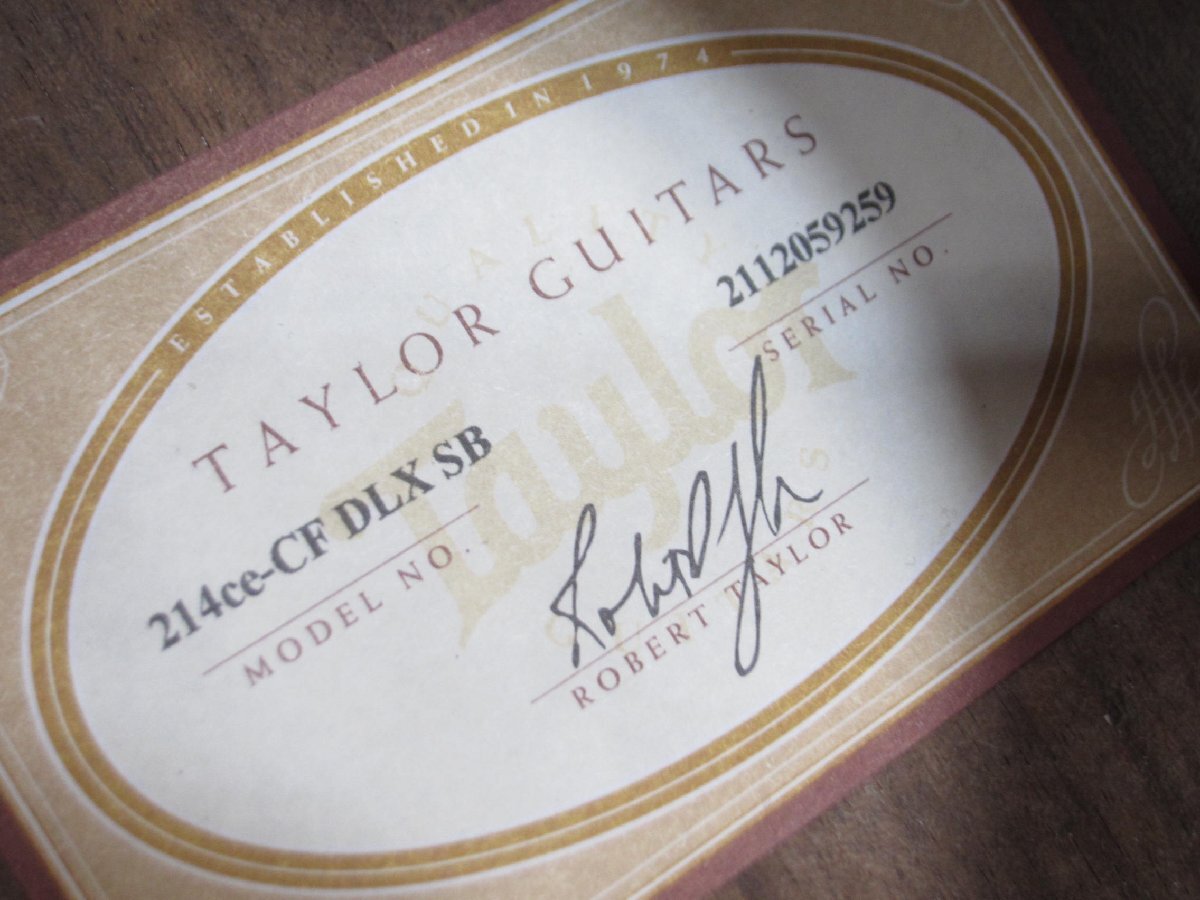 ESTABLISHED IN 1974
TAYLOR GUITARS
214ce-CF DLX SB
MODEL NO.
2112059259
SERIAL NO.
Taylor
ROBERT TAYLOR